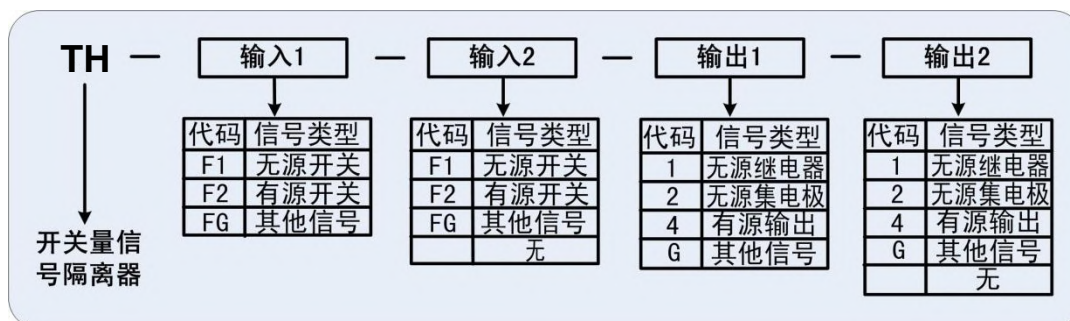 TH — 输入1 — 输入2 — 输出1 — 输出2
开关量信
号隔离器
代码 信号类型
F1 无源开关
F2 有源开关
FG 其他信号
代码 信号类型
F1 无源开关
F2 有源开关
FG 其他信号
无
代码 信号类型
1 无源继电器
2 无源集电极
4 有源输出
G 其他信号
代码 信号类型
1 无源继电器
2 无源集电极
4 有源输出
G 其他信号
无